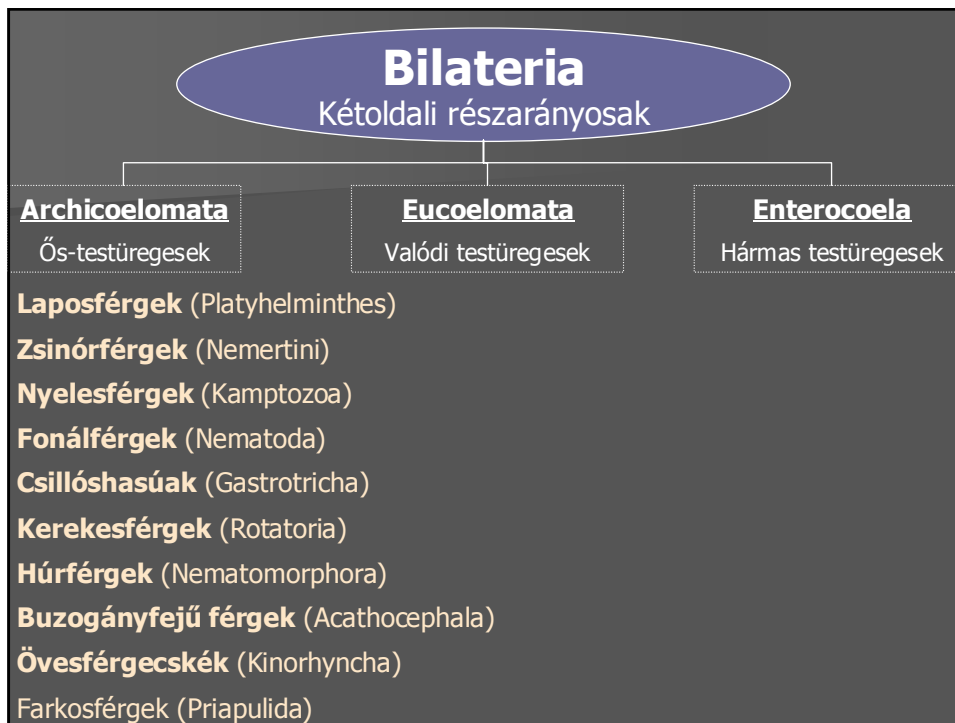 Bilateria
Kétoldali részarányosak
Archicoelomata
Ős-testüregesek
Eucoelomata
Valódi testüregesek
Enterocoela
Hármas testüregesek
Laposférgek (Platyhelminthes)
Zsinórférgek (Nemertini)
Nyelesférgek (Kamptozoa)
Fonálférgek (Nematoda)
Csillóshasúak (Gastrotricha)
Kerekesférgek (Rotatoria)
Húrférgek (Nematomorphora)
Buzogányfejű férgek (Acathocephala)
Övesférgecskék (Kinorhyncha)
Farkosférgek (Priapulida)